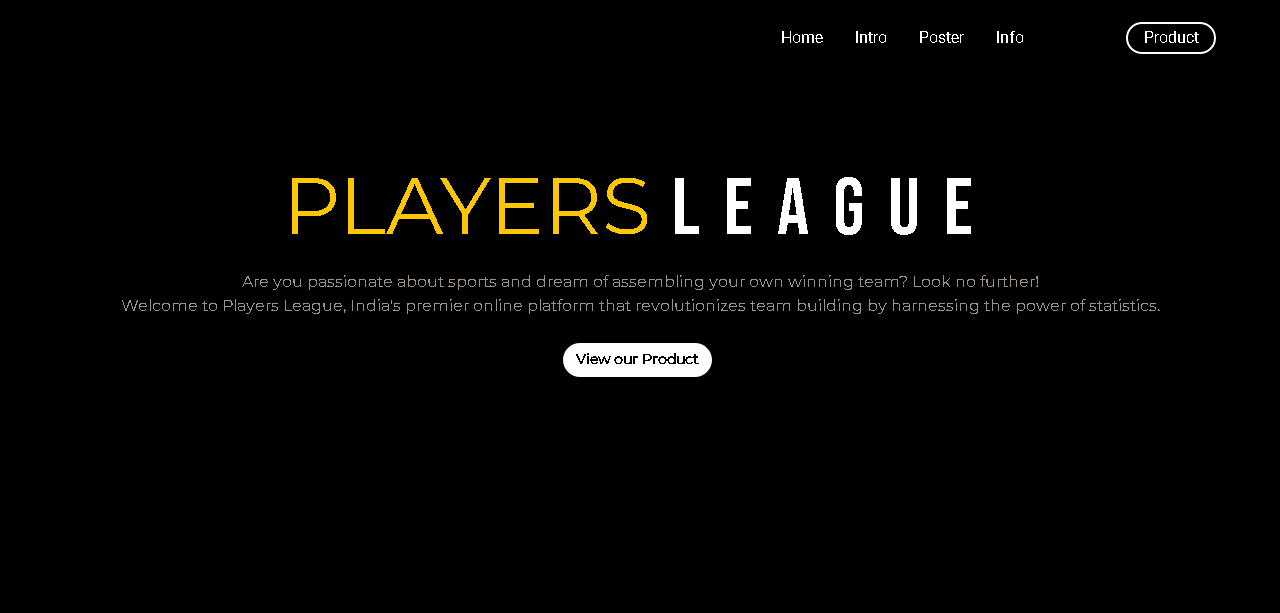 Home Intro Poster Info Product
PLAYERS LEAGUE
Are you passionate about sports and dream of assembling your own winning team? Look no further!
Welcome to Players League, India's premier online platform that revolutionizes team building by harnessing the power of statistics.
View our Product